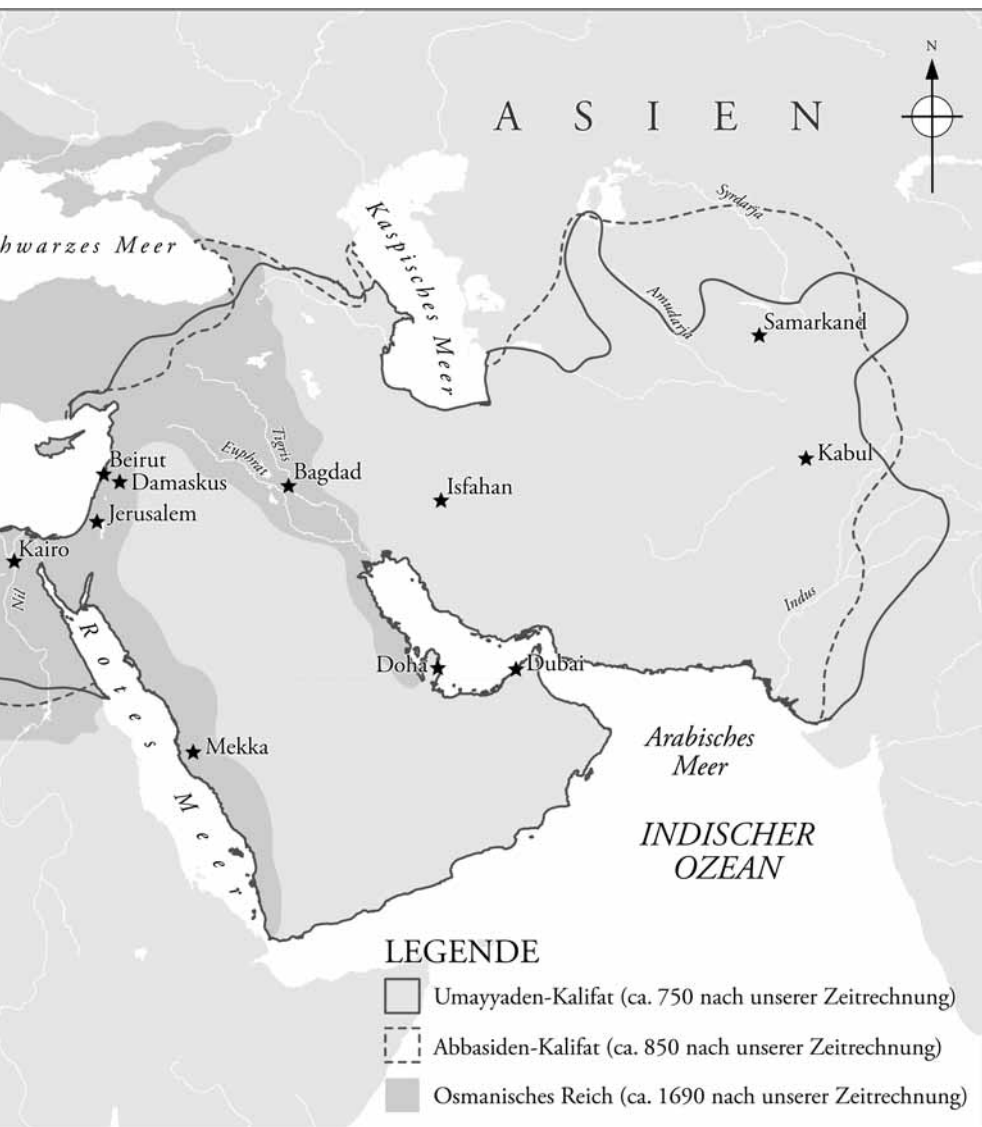 N
ASIEN
Syrdarja
Kaspisches Meer
hwarzes Meer
Amudarja
Samarkand
Kabul
Tigris
Euphrat
Bagdad
Beirut
Damaskus
Isfahan
Jerusalem
Kairo
Nil
Indus
Rotes Meer
Doha
Dubai
Mekka
Arabisches
Meer
INDISCHER
OZEAN
LEGENDE
Umayyaden-Kalifat (ca. 750 nach unserer Zeitrechnung)
Abbasiden-Kalifat (ca. 850 nach unserer Zeitrechnung)
Osmanisches Reich (ca. 1690 nach unserer Zeitrechnung)